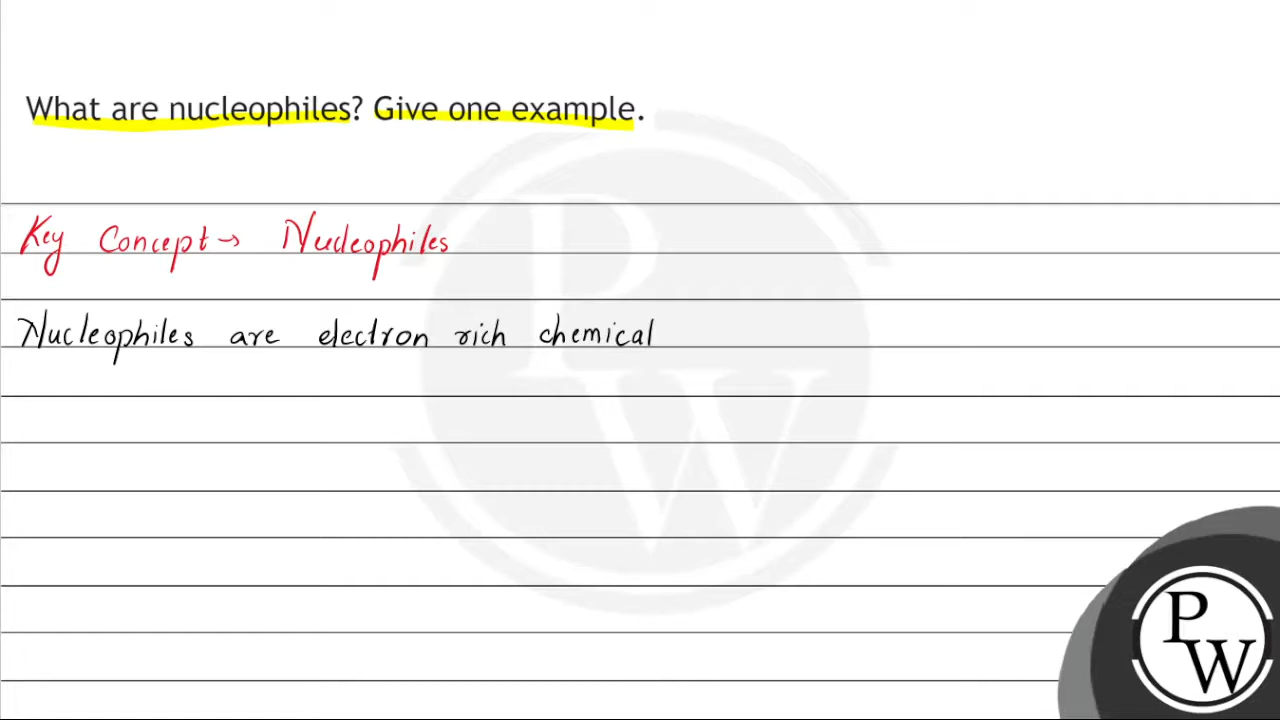 What are nucleophiles? Give one example.
Key Concept → Nucleophiles
Nucleophiles are electron rich chemical
P
W
P
W